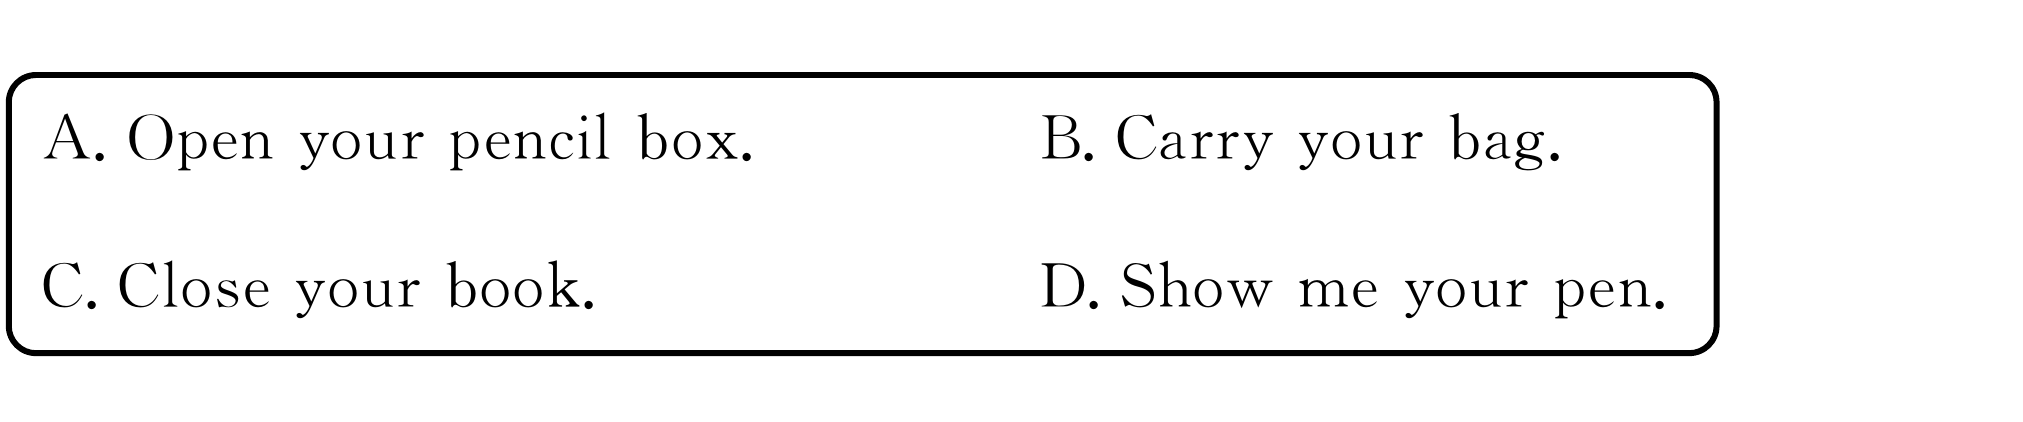 A. Open your pencil box. B. Carry your bag.
C. Close your book. D. Show me your pen.